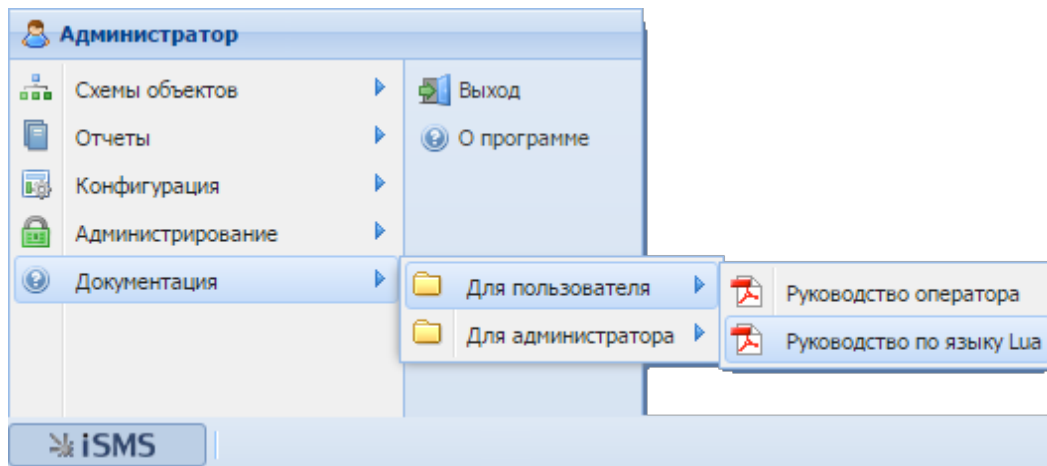 Администратор
Схемы объектов
Выход
Отчеты
О программе
Конфигурация
Администрирование
Документация
Для пользователя
Руководство оператора
Для администратора
Руководство по языку Lua
iSMS